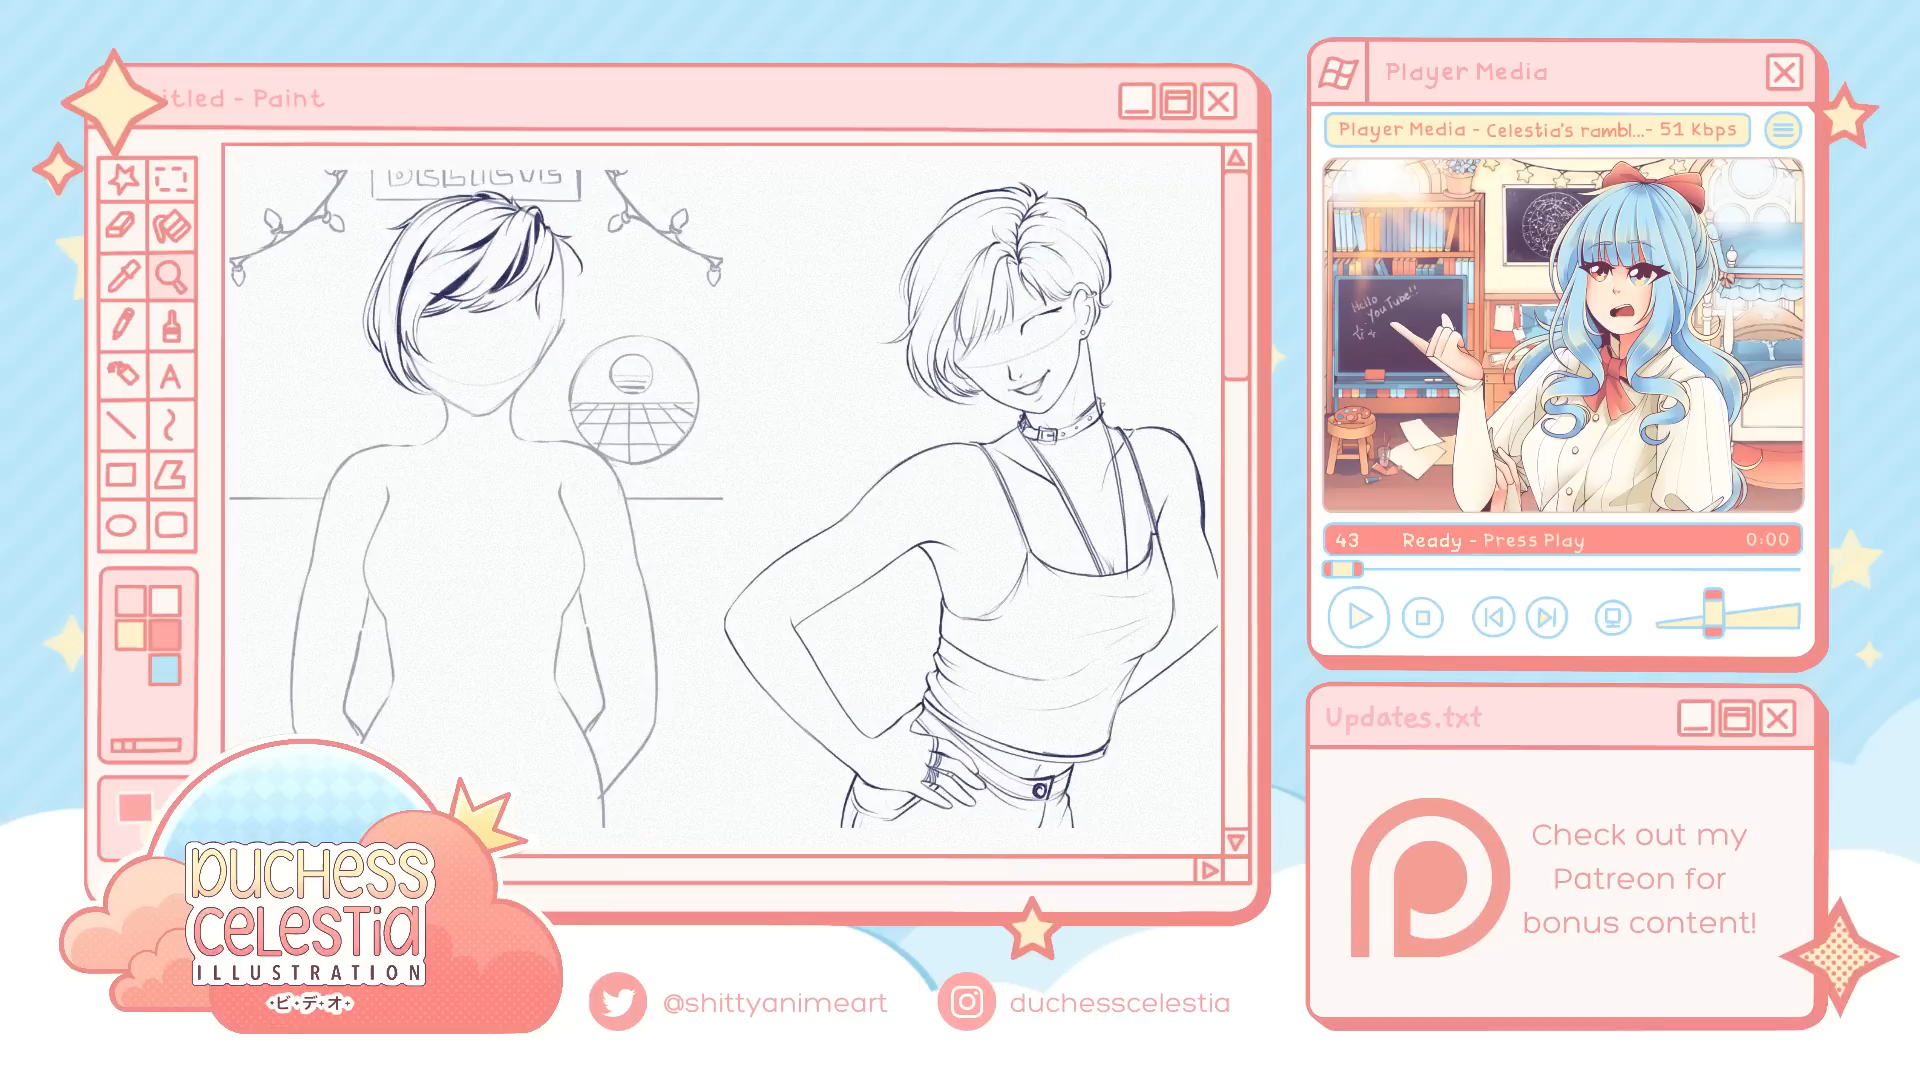 itled - Paint
BELIEVE
A
DUCHESS
CELESTIA
ILLUSTRATION
・ビ・デ・オ・
@shittyanimeart
duchesscelestia
Player Media
Player Media - Celestia's rambl...- 51 Kbps
Hello
YouTube!!
43 Ready - Press Play 0:00
Updates.txt
Check out my
Patreon for
bonus content!